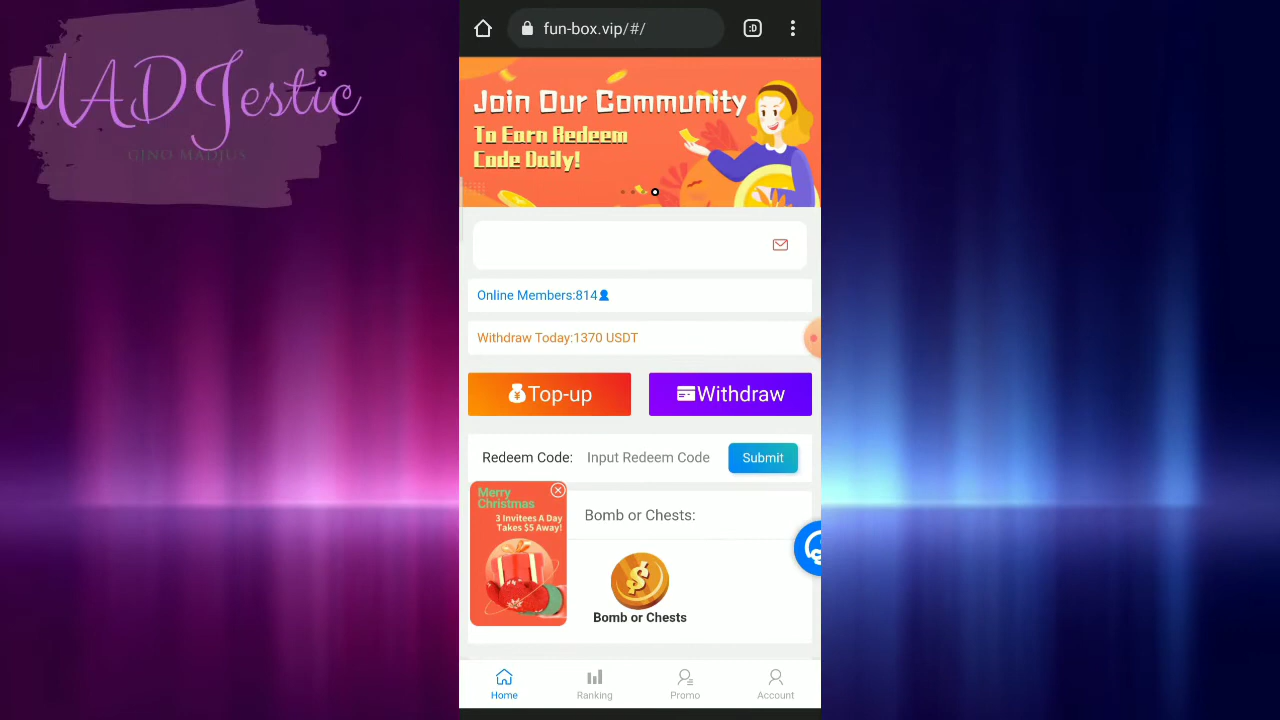 MADJestic
GINO MADJUS
fun-box.vip/#/
:D
Join Our Community
To Earn Redeem
Code Daily!
Online Members:814
Withdraw Today:1370 USDT
Top-up
Withdraw
Redeem Code:
Input Redeem Code
Submit
Merry
Christmas
3 Invitees A Day
Takes $5 Away!
Bomb or Chests:
Bomb or Chests
Home
Ranking
Promo
Account